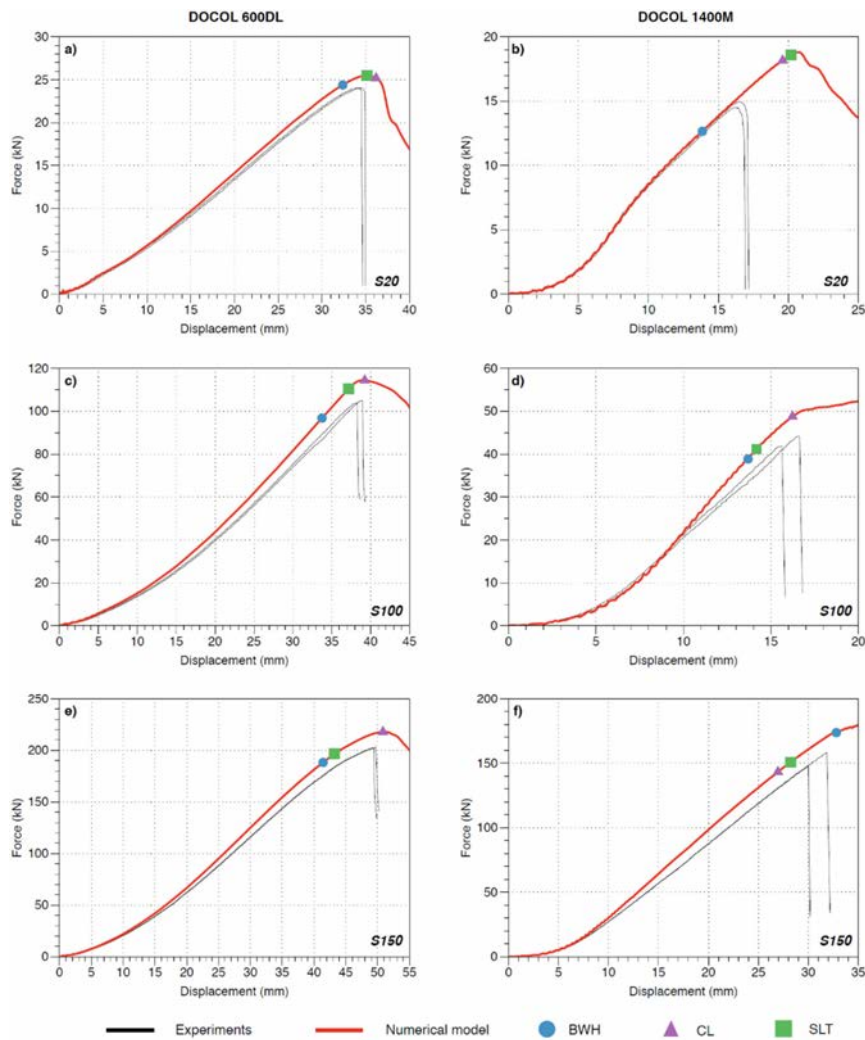 DOCOL 600DL
DOCOL 1400M
a)
30
25
20
15
10
5
0
Force (kN)
0 5 10 15 20 25 30 35 40
Displacement (mm)
S20
b)
20
15
10
5
0
Force (kN)
0 5 10 15 20 25
Displacement (mm)
S20
c)
120
100
80
60
40
20
0
Force (kN)
0 5 10 15 20 25 30 35 40 45
Displacement (mm)
S100
d)
60
50
40
30
20
10
0
Force (kN)
0 5 10 15 20
Displacement (mm)
S100
e)
250
200
150
100
50
0
Force (kN)
0 5 10 15 20 25 30 35 40 45 50 55
Displacement (mm)
S150
f)
200
150
100
50
0
Force (kN)
0 5 10 15 20 25 30 35
Displacement (mm)
S150
Experiments Numerical model BWH CL SLT